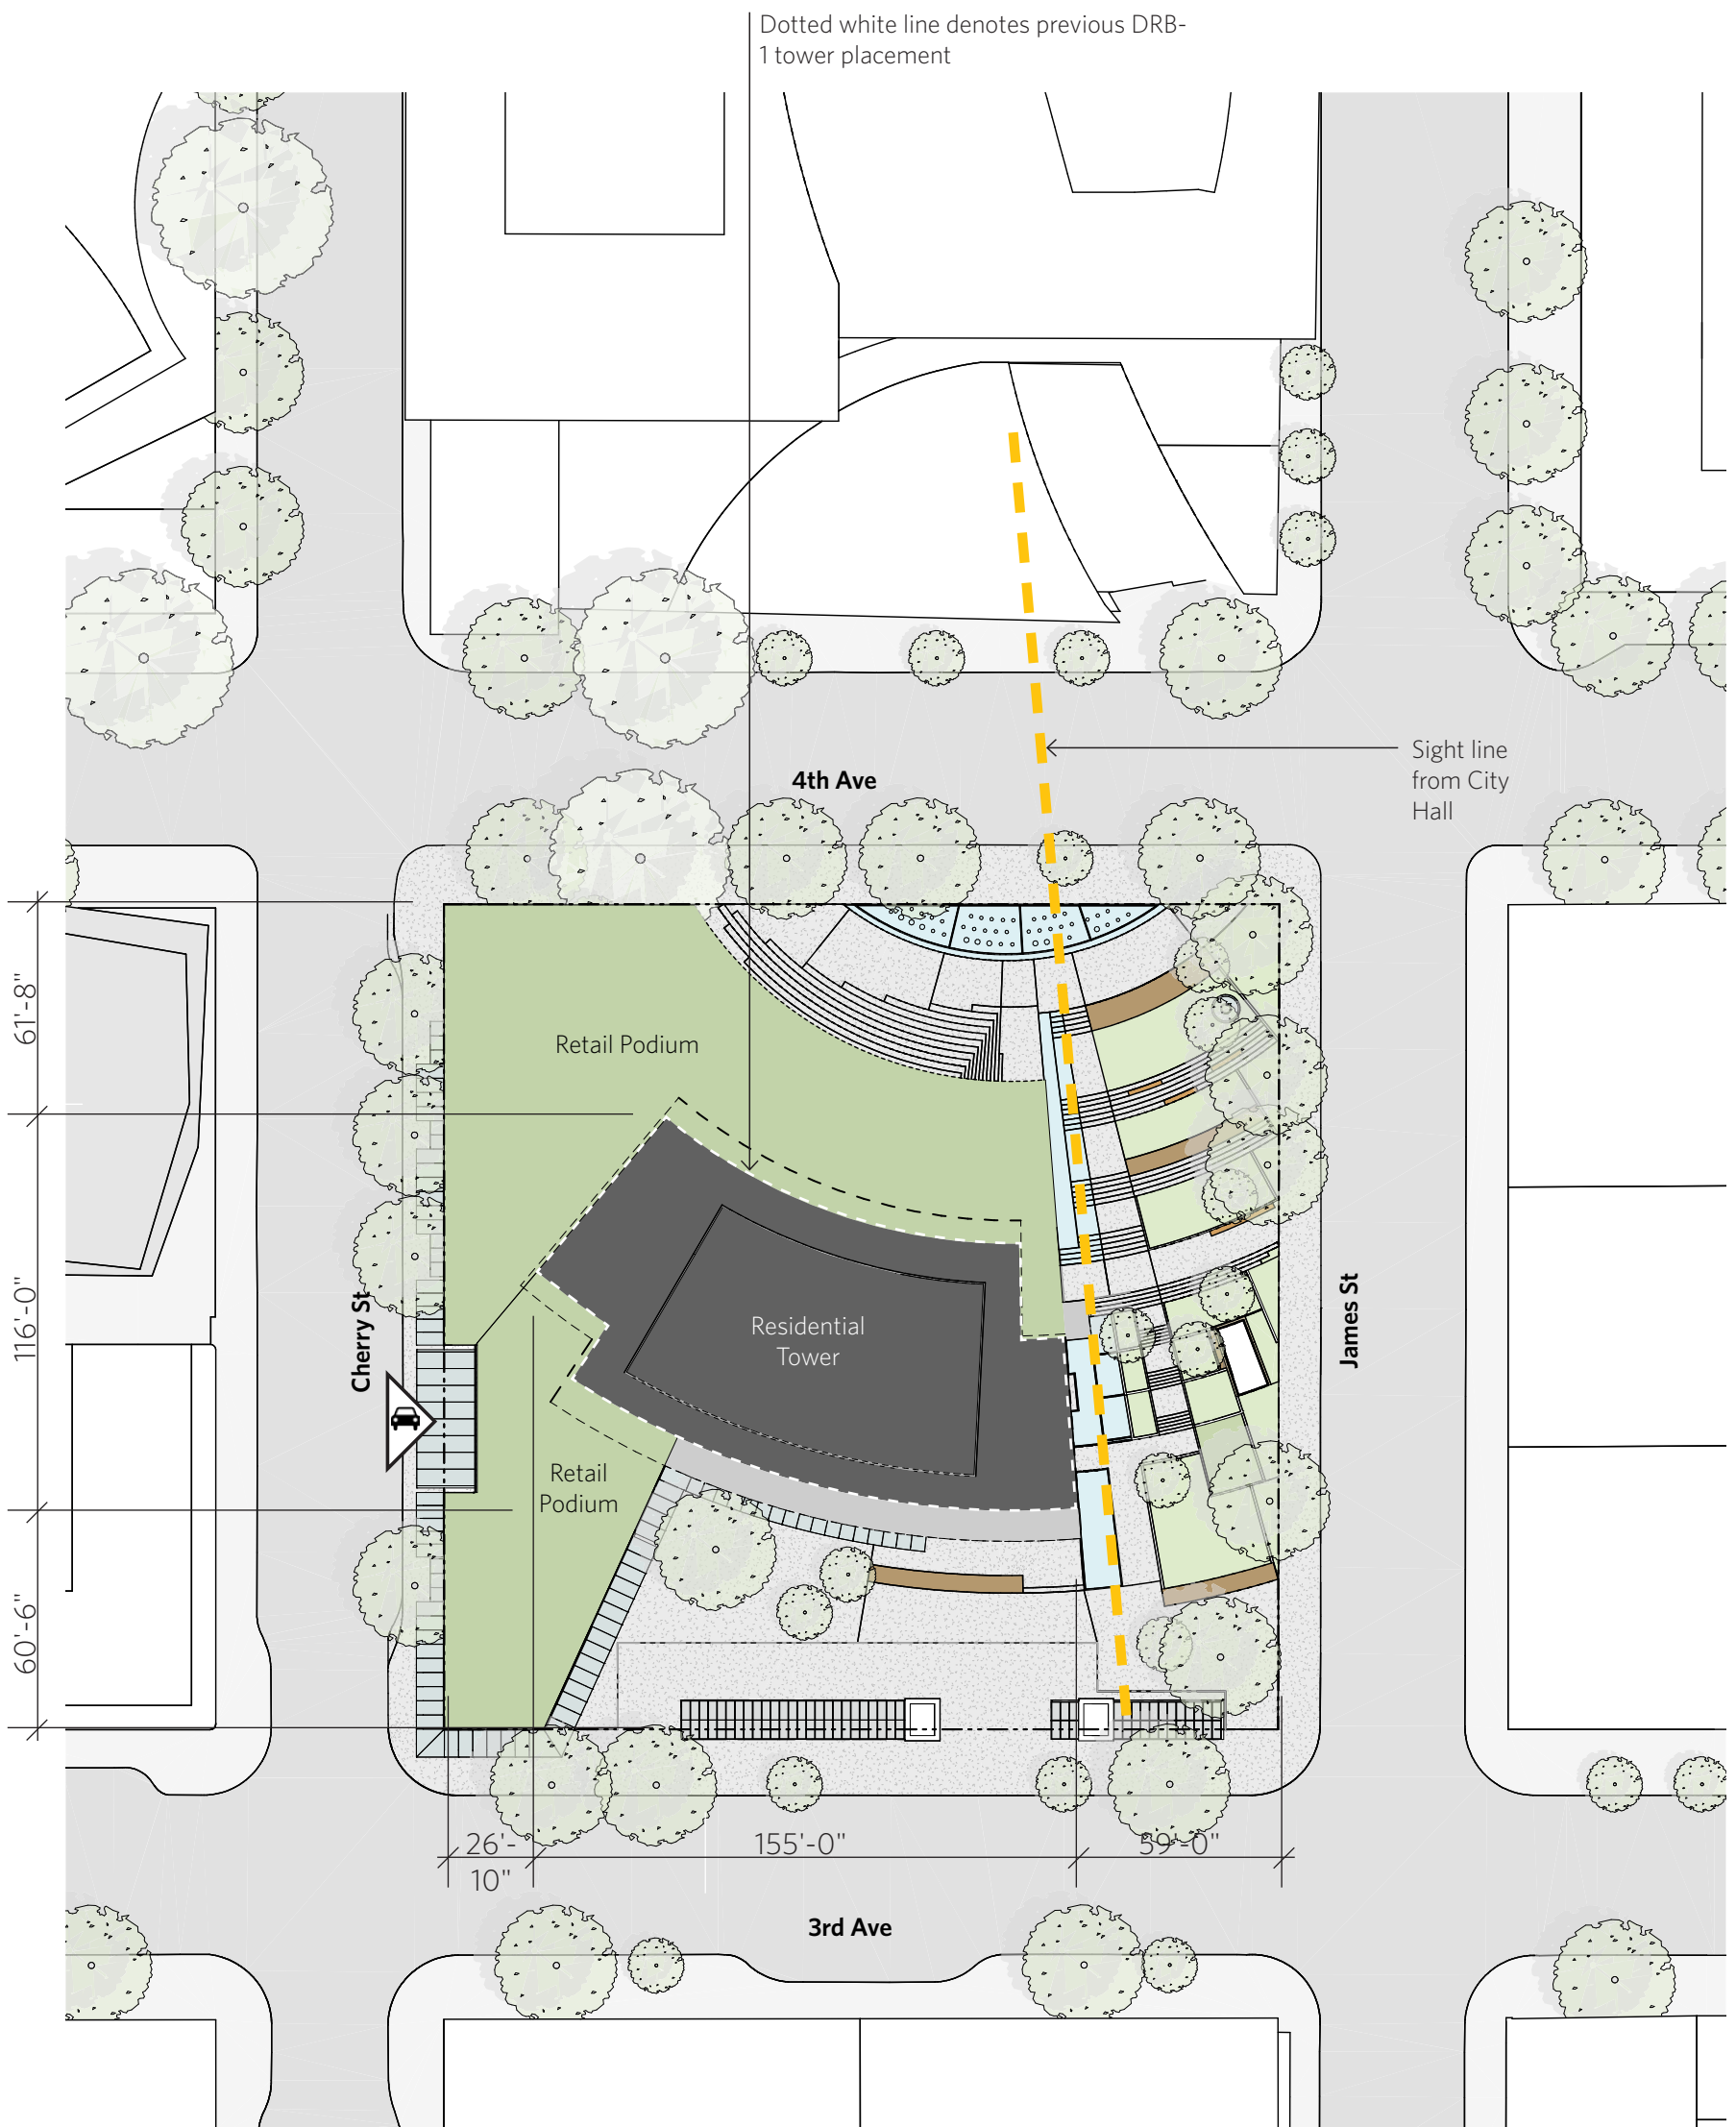 Dotted white line denotes previous DRB-
1 tower placement
Sight line
from City
Hall
4th Ave
61'-8"
Retail Podium
116'-0"
Cherry St
Residential
Tower
James St
Retail
Podium
60'-6"
26'-
10"
155'-0"
59'-0"
3rd Ave